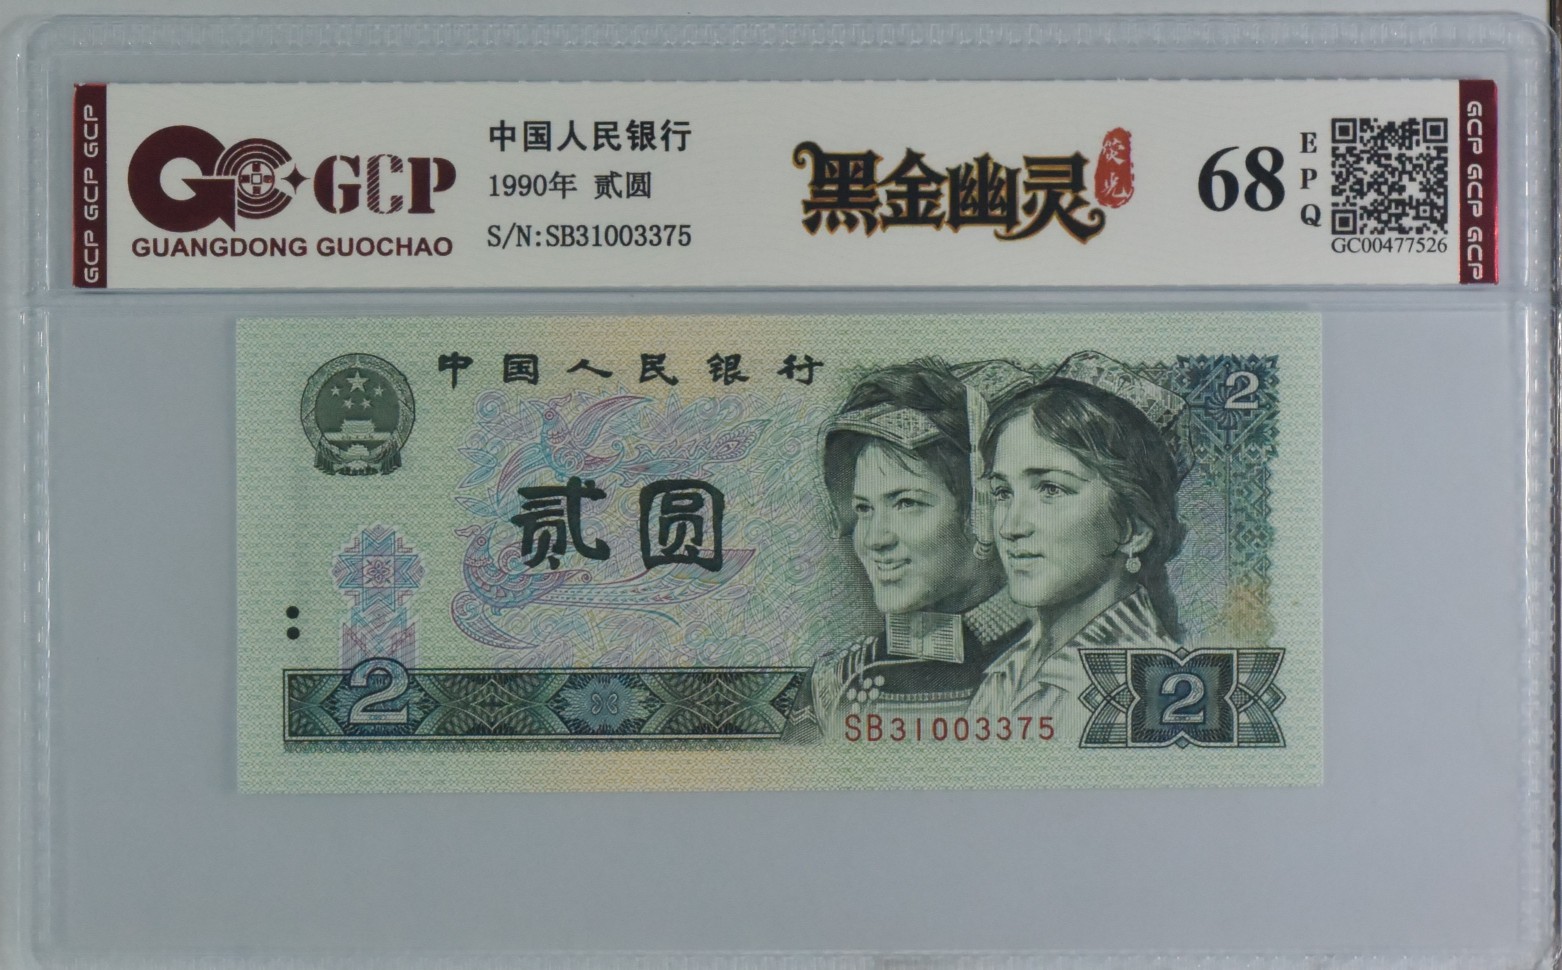 GCP GCP GCP
GCP
GUANGDONG GUOCHAO
中国人民银行
1990年 贰圆
S/N:SB31003375
黑金幽灵
荧光
68
EPQ
GC00477526
GCP GCP GCP
中国人民银行
2
贰圆
2
SB31003375
2